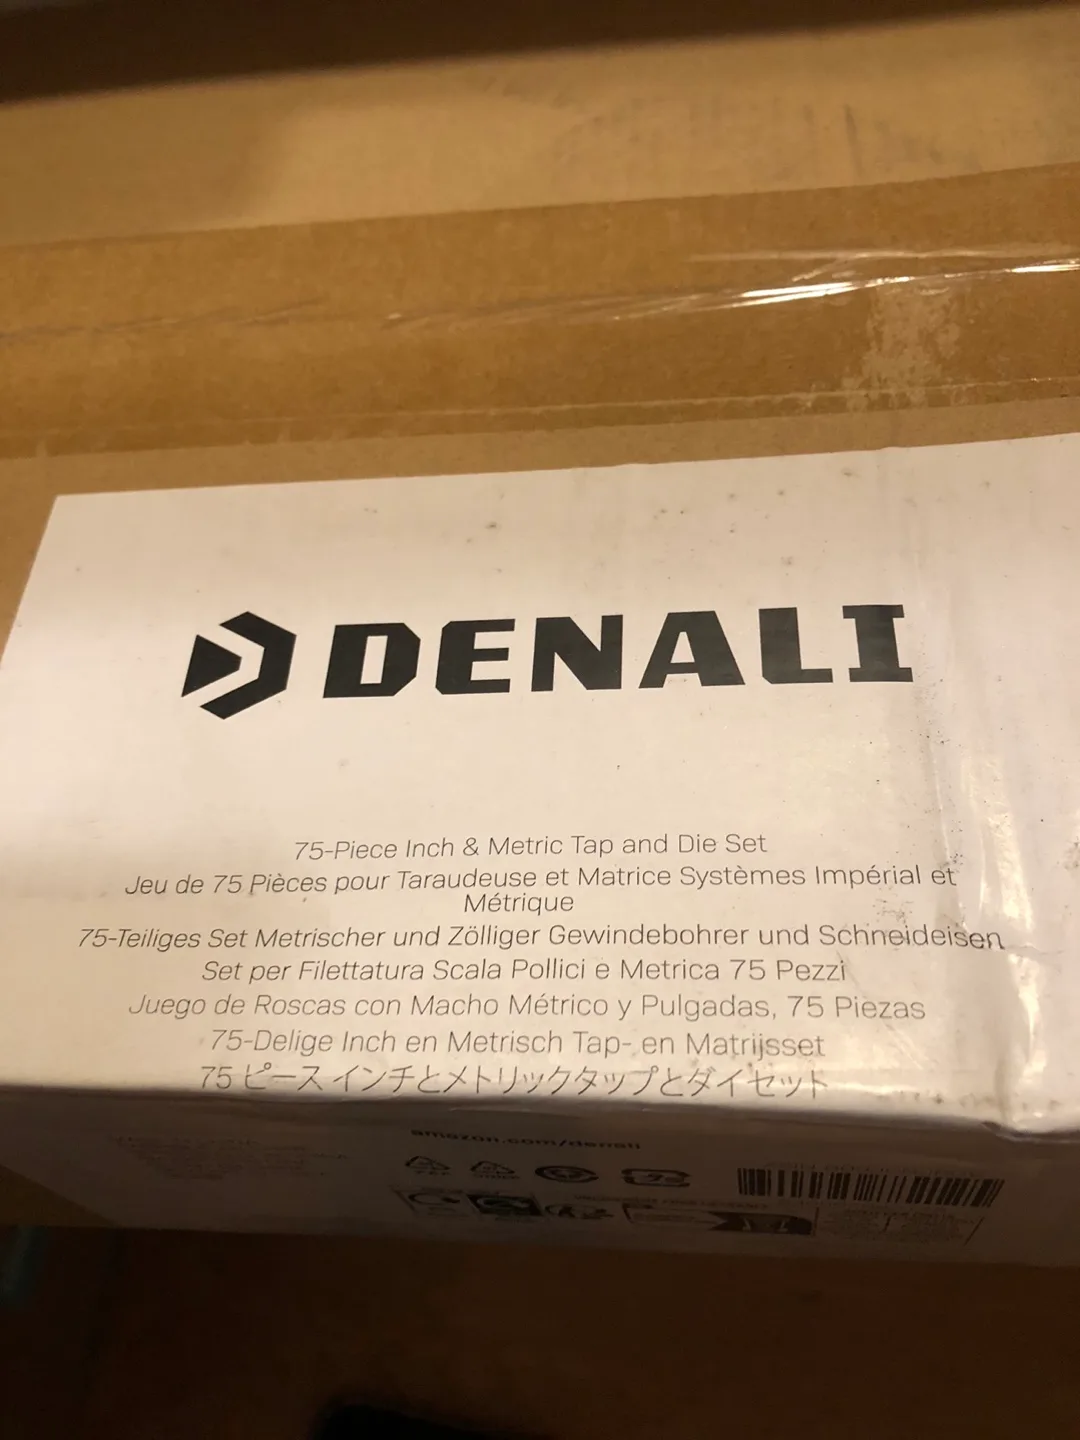 DENALI
75-Piece Inch & Metric Tap and Die Set
Jeu de 75 Pièces pour Taraudeuse et Matrice Systèmes Impérial et
Métrique
75-Teiliges Set Metrischer und Zölliger Gewindebohrer und Schneideisen
Set per Filettatura Scala Pollici e Metrica 75 Pezzi
Juego de Roscas con Macho Métrico y Pulgadas, 75 Piezas
75-Delige Inch en Metrisch Tap- en Matrijsset
75 ピース インチとメトリックタップとダイセット
amazon.com/denali